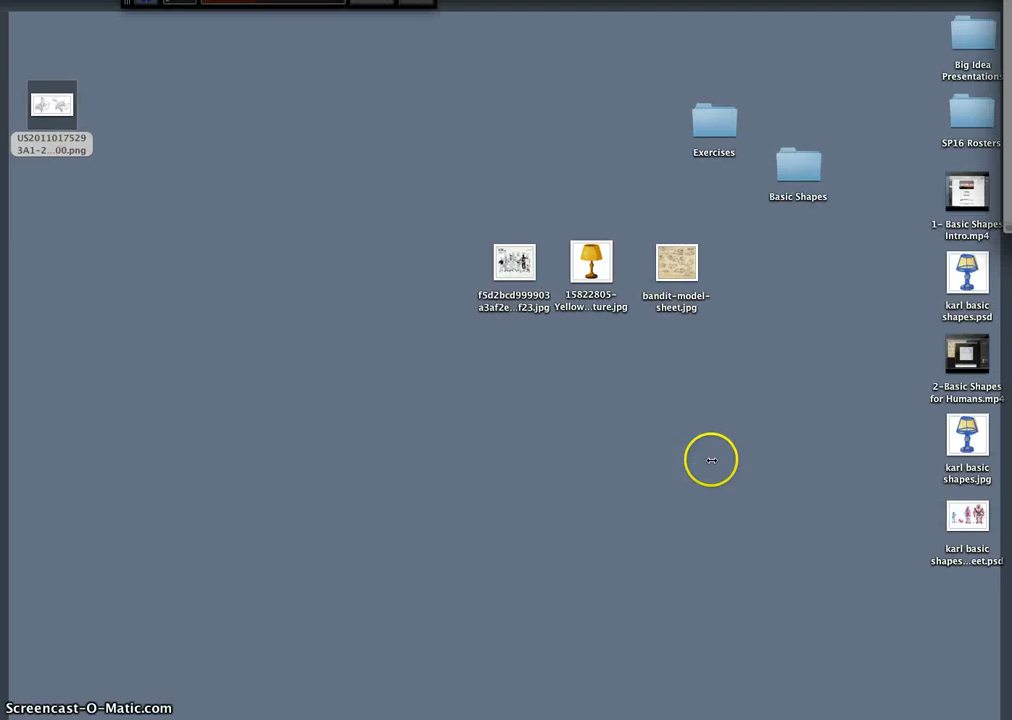 Big Idea
Presentations
US2011017529
3A1-2...00.png
Exercises
SP16 Rosters
Basic Shapes
1- Basic Shapes
Intro.mp4
f5d2bcd999903
a3af2e...f23.jpg
15822805-
Yellow...ture.jpg
bandit-model-
sheet.jpg
karl basic
shapes.psd
2-Basic Shapes
for Humans.mp4
karl basic
shapes.jpg
karl basic
shapes...eet.psd
Screencast-O-Matic.com